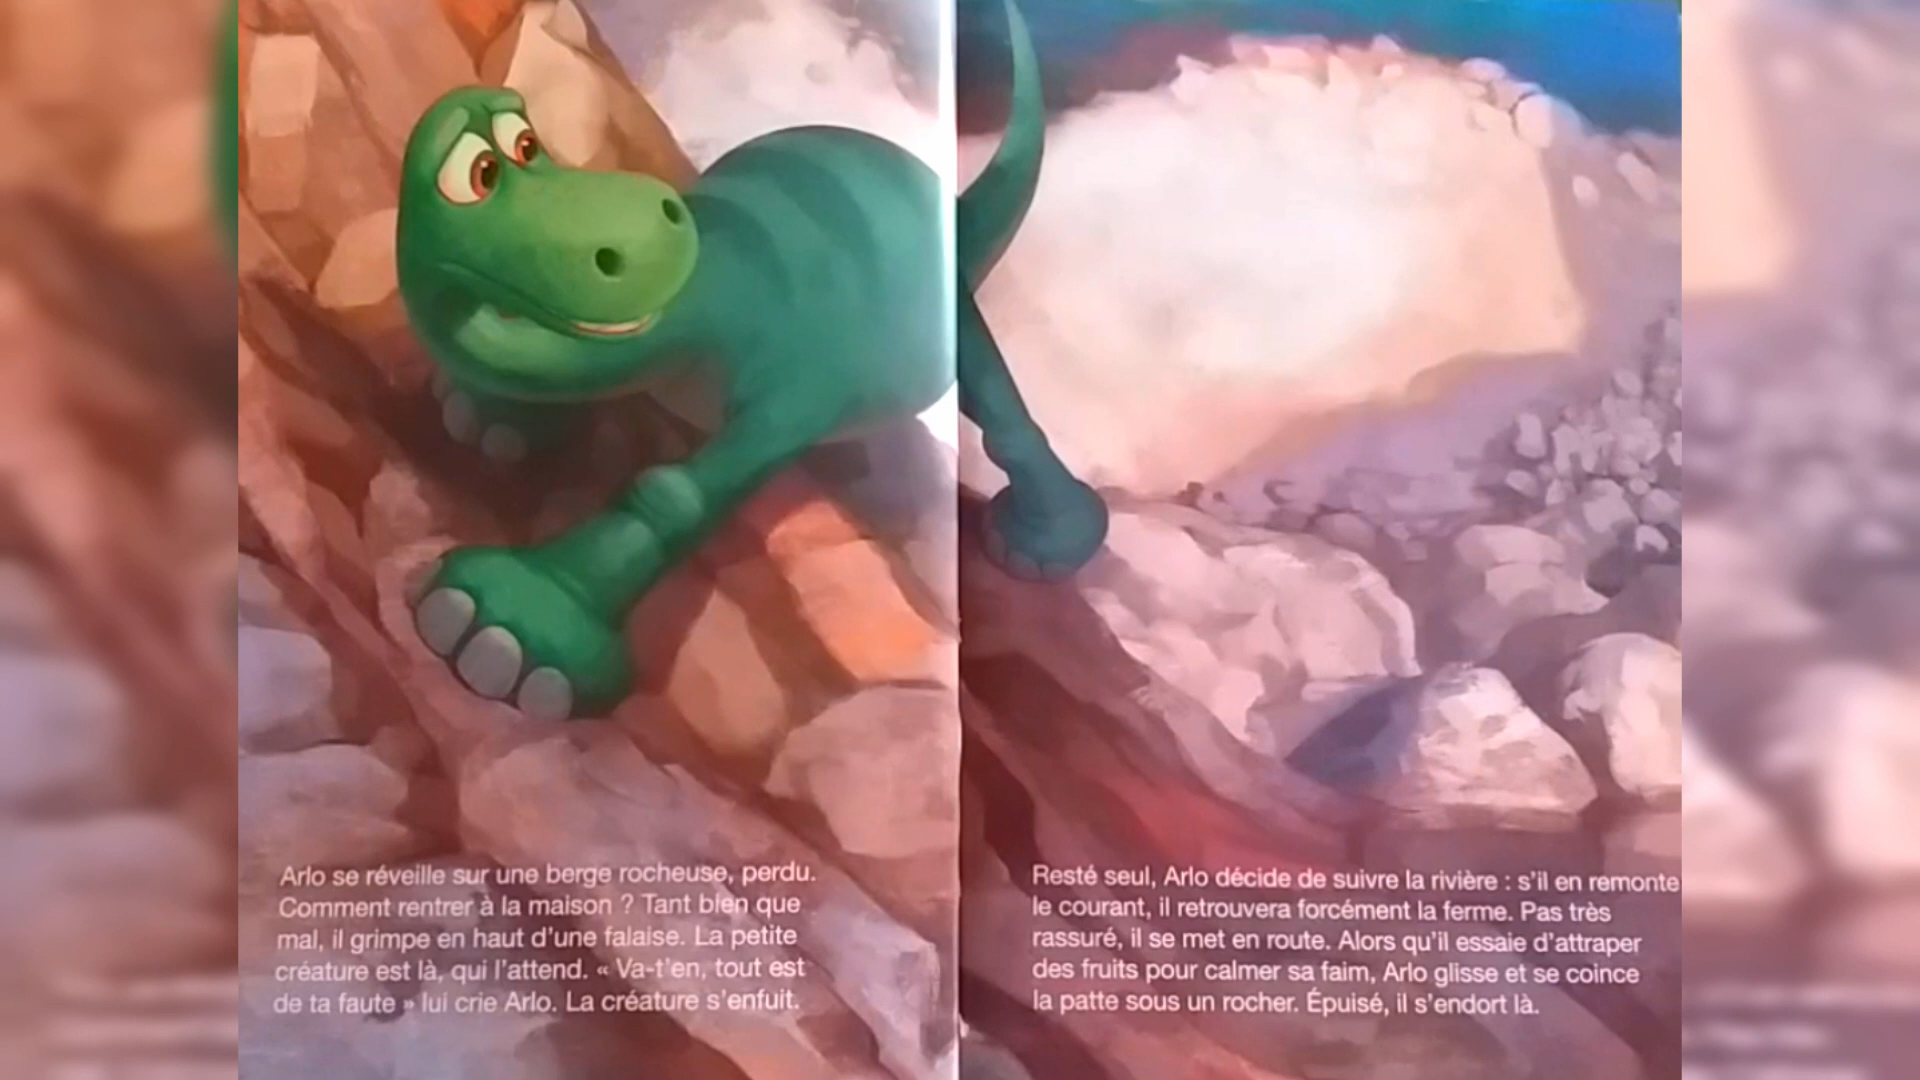 Arlo se réveille sur une berge rocheuse, perdu.
Comment rentrer à la maison ? Tant bien que
mal, il grimpe en haut d'une falaise. La petite
créature est là, qui l'attend. « Va-t'en, tout est
de ta faute » lui crie Arlo. La créature s'enfuit.
Resté seul, Arlo décide de suivre la rivière : s'il en remonte
le courant, il retrouvera forcément la ferme. Pas très
rassuré, il se met en route. Alors qu'il essaie d'attraper
des fruits pour calmer sa faim, Arlo glisse et se coince
la patte sous un rocher. Épuisé, il s'endort là.